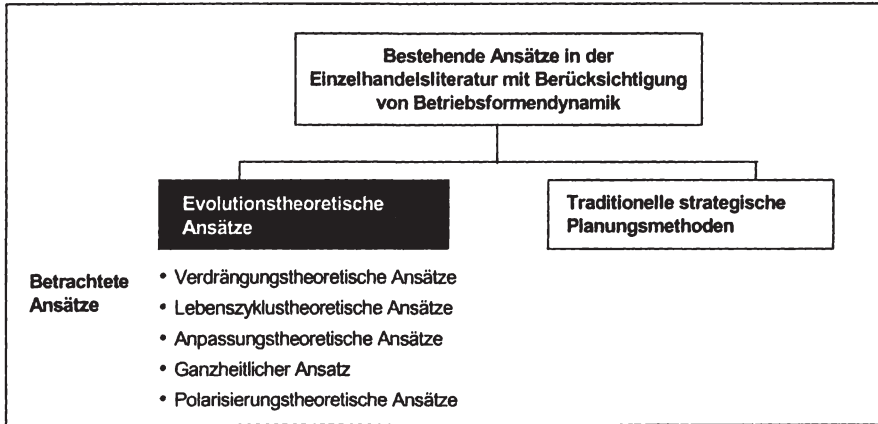 Bestehende Ansätze in der
Einzelhandelsliteratur mit Berücksichtigung
von Betriebsformendynamik
Evolutionstheoretische
Ansätze
Traditionelle strategische
Planungsmethoden
Betrachtete
Ansätze
• Verdrängungstheoretische Ansätze
• Lebenszyklustheoretische Ansätze
• Anpassungstheoretische Ansätze
• Ganzheitlicher Ansatz
• Polarisierungstheoretische Ansätze